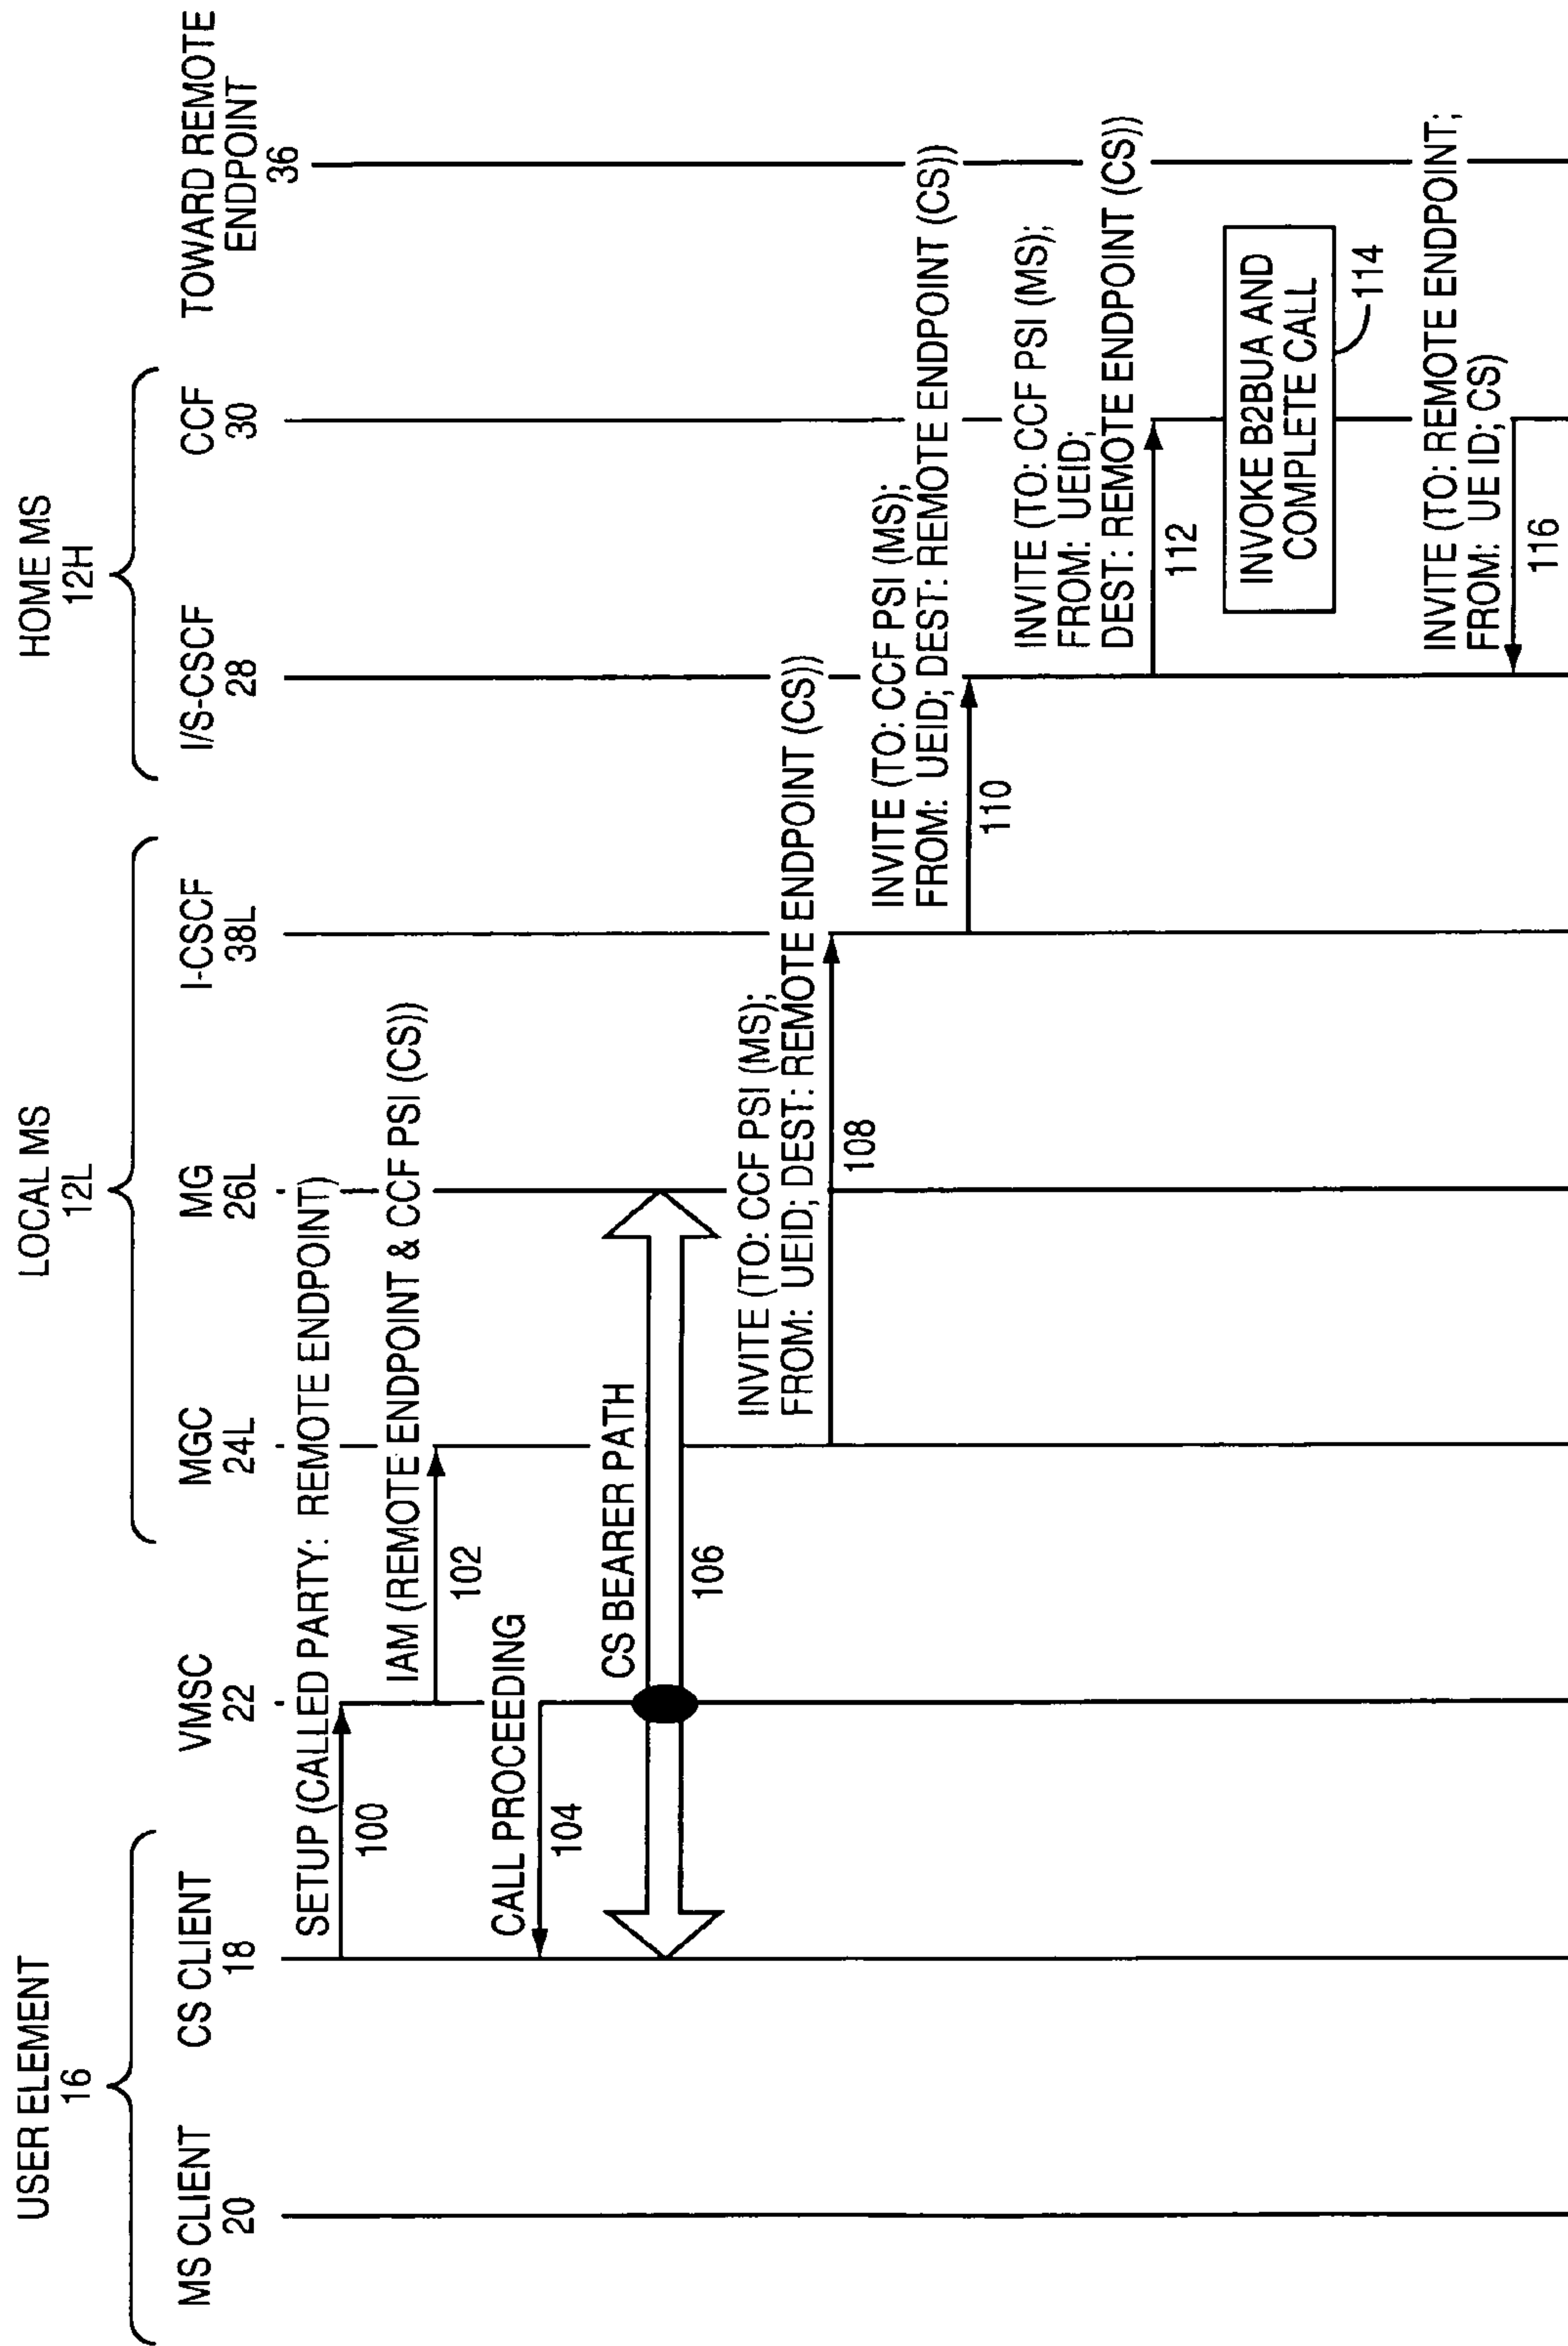 USER ELEMENT
16
LOCAL MS
12L
HOME MS
12H
MS CLIENT
20
CS CLIENT
18
VMSC
22
MGC
24L
MG
26L
I-CSCF
38L
I/S-CSCF
28
CCF
30
TOWARD REMOTE
ENDPOINT
36
SETUP (CALLED PARTY: REMOTE ENDPOINT)
100
IAM (REMOTE ENDPOINT & CCF PSI (CS))
102
CALL PROCEEDING
104
CS BEARER PATH
106
INVITE (TO: CCF PSI (MS);
FROM: UEID; DEST: REMOTE ENDPOINT (CS))
108
INVITE (TO: CCF PSI (MS);
FROM: UEID; DEST: REMOTE ENDPOINT (CS))
110
INVITE (TO: CCF PSI (MS);
FROM: UEID;
DEST: REMOTE ENDPOINT (CS))
112
INVOKE B2BUA AND
COMPLETE CALL
114
INVITE (TO: REMOTE ENDPOINT;
FROM: UE ID; CS)
116